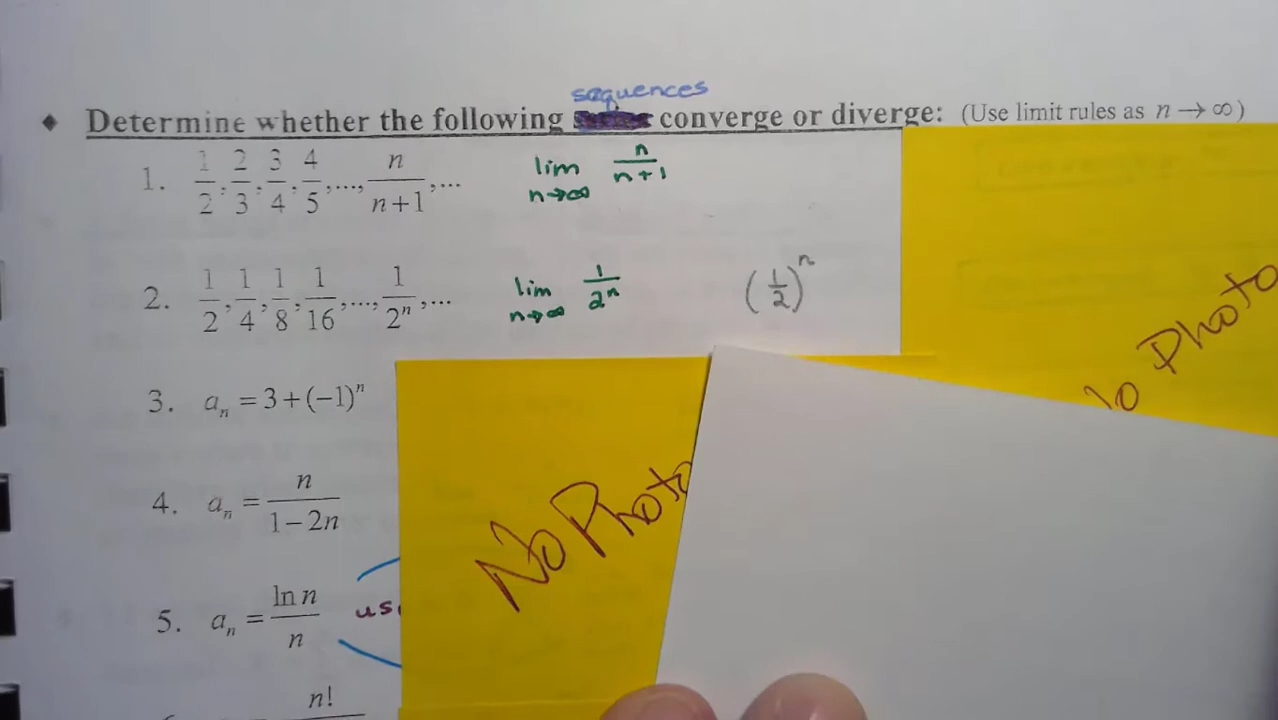 sequences
◆ Determine whether the following converge or diverge: (Use limit rules as n → ∞)
1. 1/2, 2/3, 3/4, 4/5, ..., n/(n+1), ... lim n→∞ n/(n+1)
2. 1/2, 1/4, 1/8, 1/16, ..., 1/2ⁿ, ... lim n→∞ 1/2ⁿ (1/2)ⁿ
No Photo
3. aₙ = 3 + (−1)ⁿ
4. aₙ = n/(1−2n)
No Photo
5. aₙ = ln n/n
n!